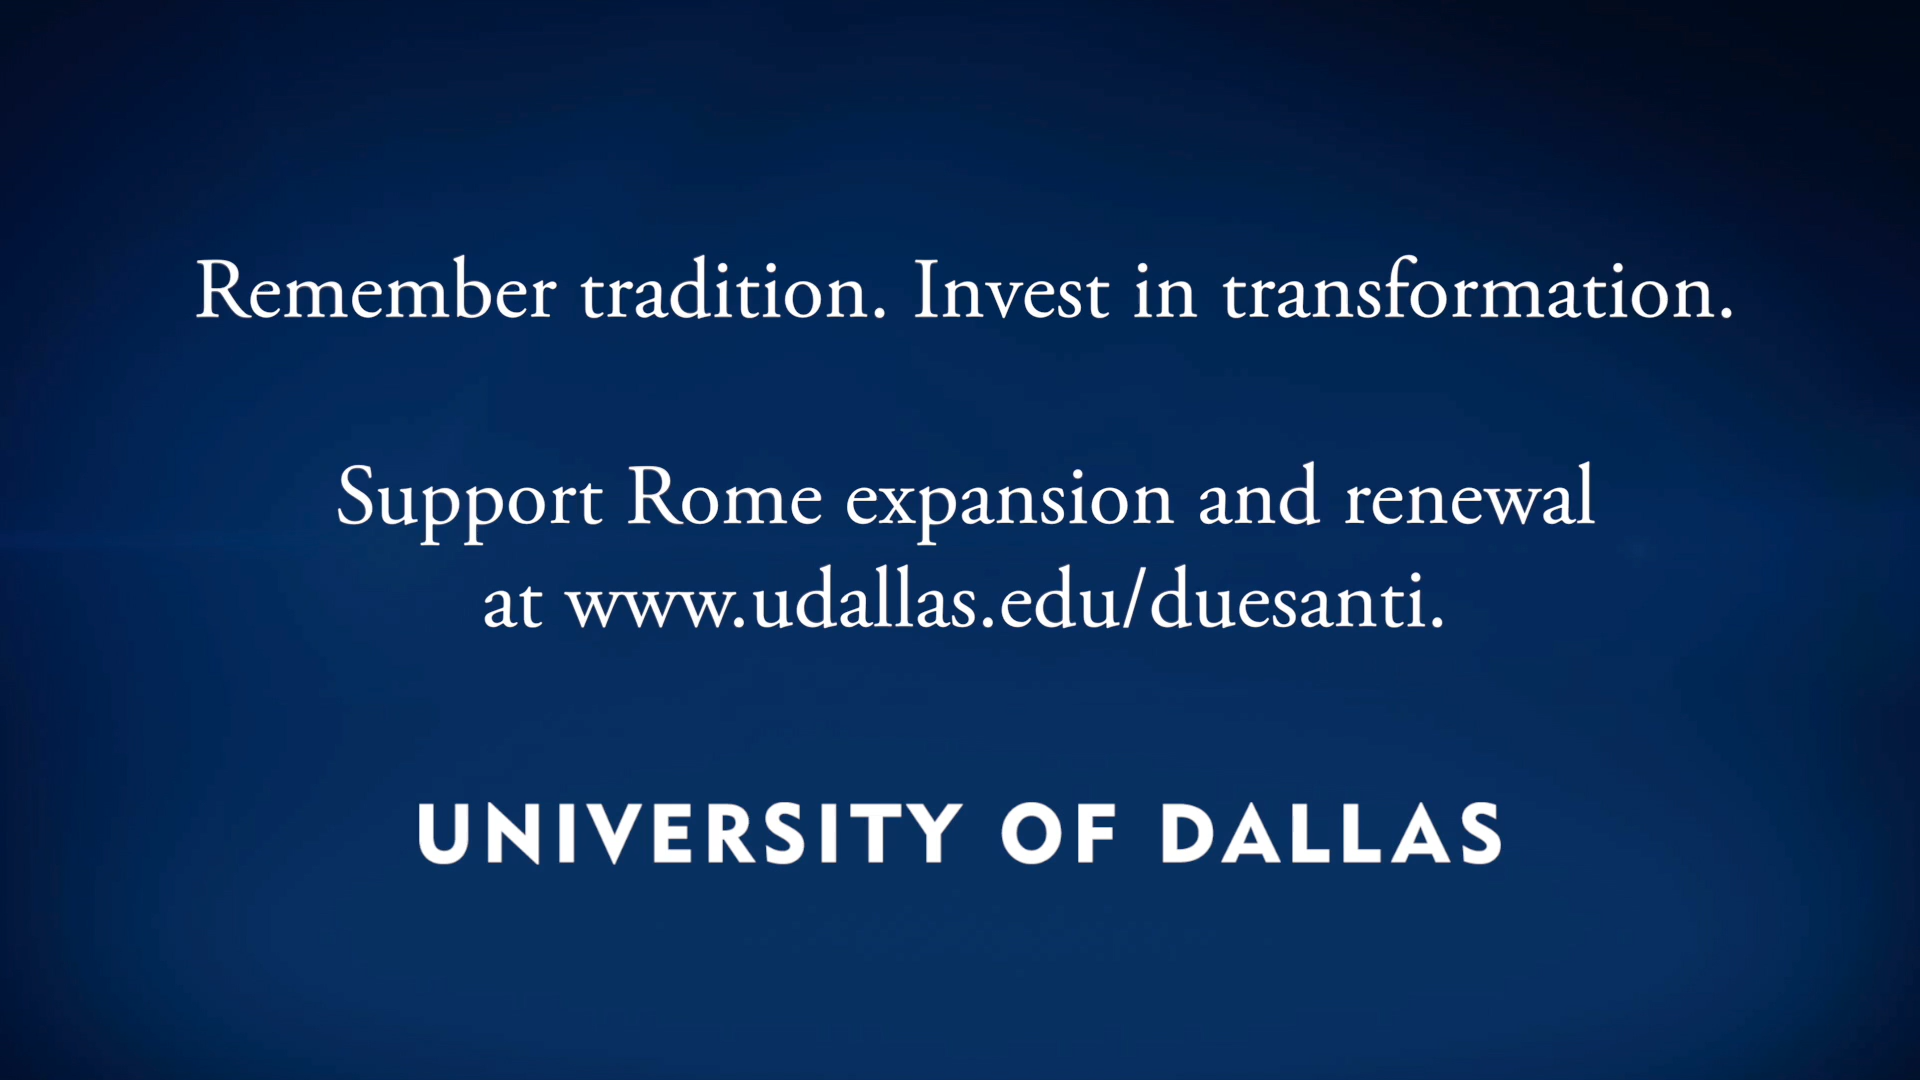 Remember tradition. Invest in transformation.
Support Rome expansion and renewal
at www.udallas.edu/duesanti.
UNIVERSITY OF DALLAS